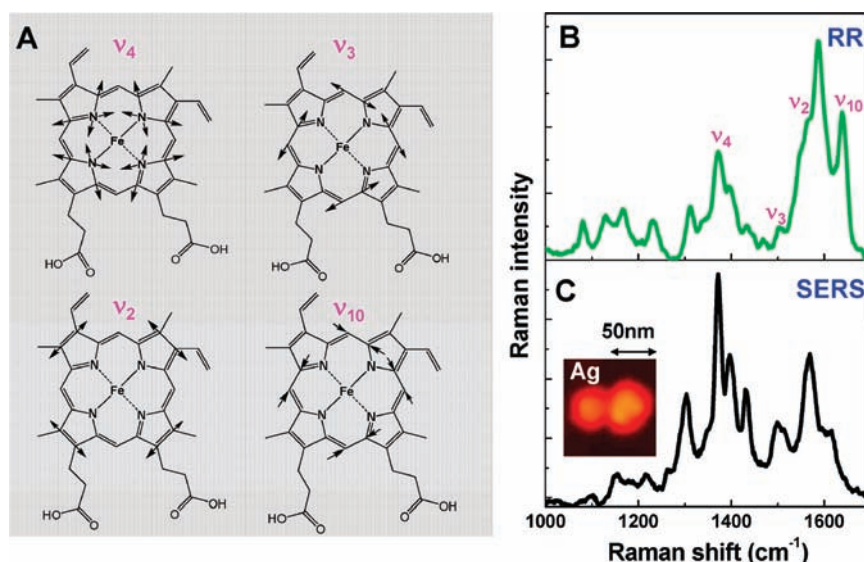 A
ν4
ν3
N
N
N
N
Fe
N
N
N
N
Fe
HO
O
O
OH
HO
O
O
OH
ν2
ν10
N
N
N
N
Fe
N
N
N
N
Fe
HO
O
O
OH
HO
O
O
OH
Raman intensity
B
RR
ν4
ν3
ν2
ν10
C
SERS
50nm
Ag
1000
1200
1400
1600
Raman shift (cm-1)